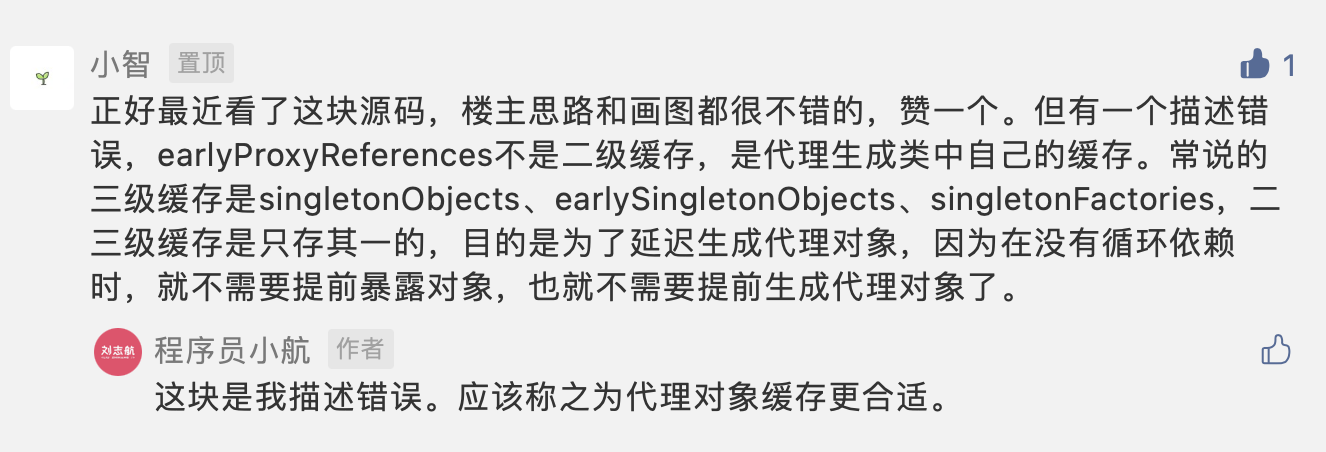 小智 置顶 1
正好最近看了这块源码，楼主思路和画图都很不错的，赞一个。但有一个描述错
误，earlyProxyReferences不是二级缓存，是代理生成类中自己的缓存。常说的
三级缓存是singletonObjects、earlySingletonObjects、singletonFactories，二
三级缓存是只存其一的，目的是为了延迟生成代理对象，因为在没有循环依赖
时，就不需要提前暴露对象，也就不需要提前生成代理对象了。
刘志航
程序员小航 作者
这块是我描述错误。应该称之为代理对象缓存更合适。